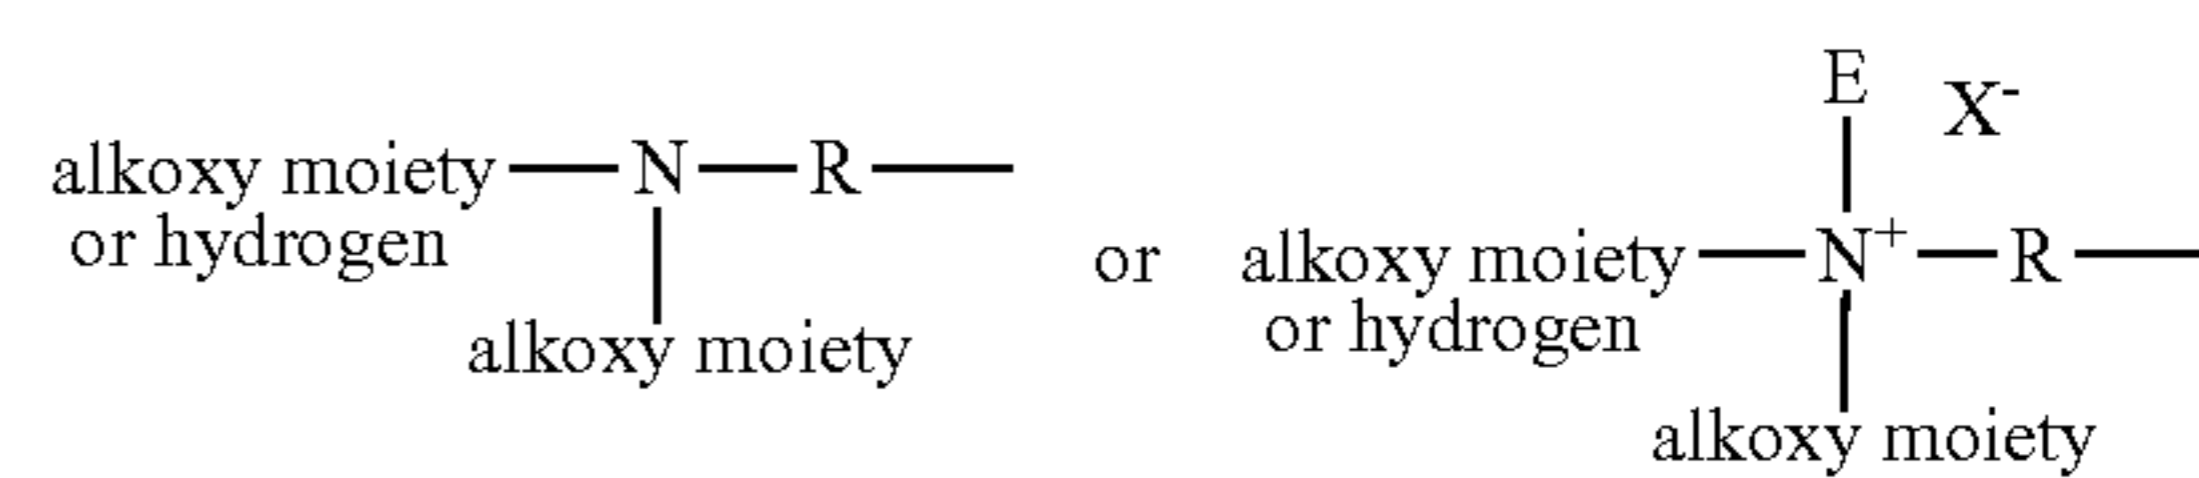 E X-
alkoxy moiety N R
or hydrogen
alkoxy moiety
or alkoxy moiety N+ R
or hydrogen
alkoxy moiety